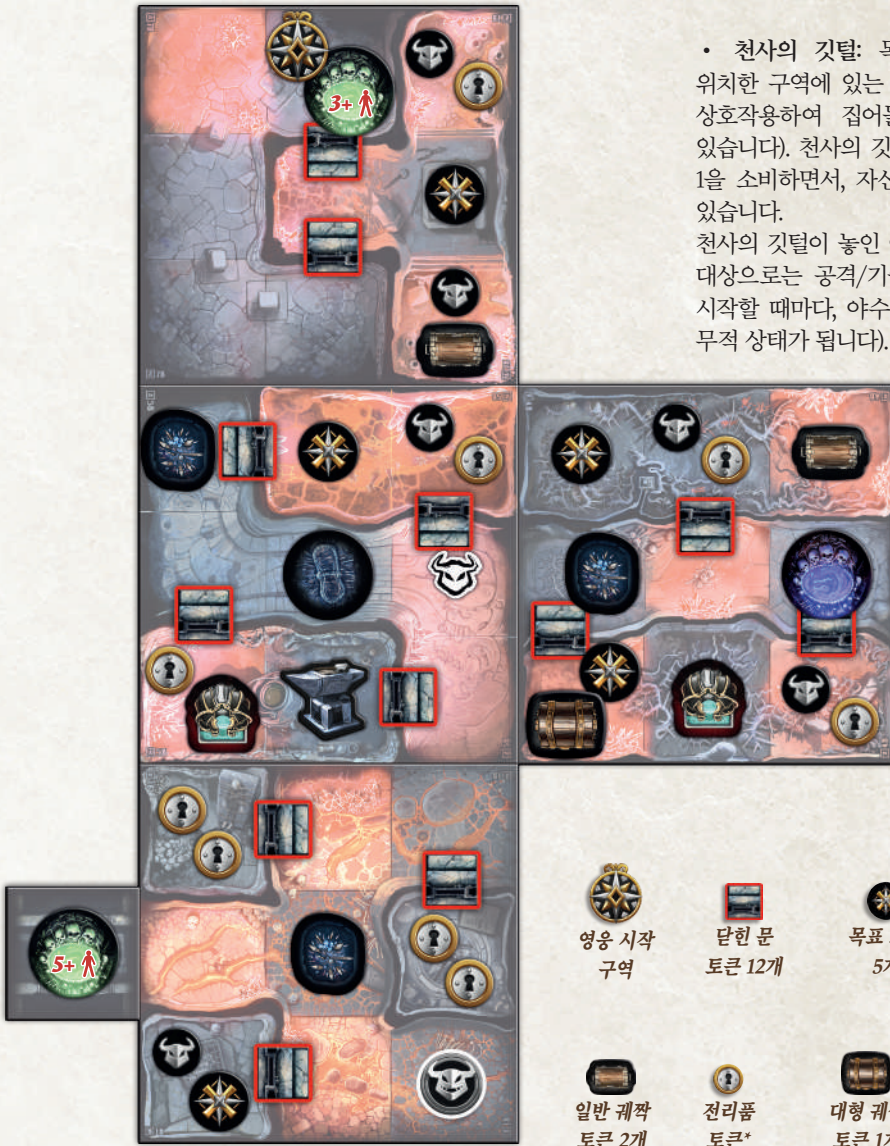 • 천사의 깃털: 목
위치한 구역에 있는
상호작용하여 집어들
있습니다). 천사의 깃
1을 소비하면서, 자신
있습니다.
천사의 깃털이 놓인
대상으로는 공격/기
시작할 때마다, 야수
무적 상태가 됩니다).
3+
5+
영웅 시작
구역
닫힌 문
토큰 12개
목표
5개
일반 궤짝
토큰 2개
전리품
토큰*
대형 궤
토큰 1